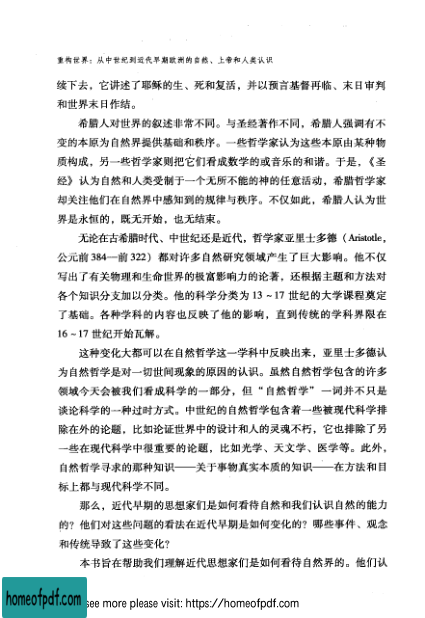 重构世界：从中世纪到近代早期欧洲的自然、上帝和人类认识
续下去，它讲述了耶稣的生、死和复活，并以预言基督再临、末日审判
和世界末日作结。
希腊人对世界的叙述非常不同。与圣经著作不同，希腊人强调有不
变的本原为自然界提供基础和秩序。一些哲学家认为这些本原由某种物
质构成，另一些哲学家则把它们看成数学的或音乐的和谐。于是，《圣
经》认为自然和人类受制于一个无所不能的神的任意活动，希腊哲学家
却关注他们在自然界中感知到的规律与秩序。不仅如此，希腊人认为世
界是永恒的，既无开始，也无结束。
无论在古希腊时代、中世纪还是近代，哲学家亚里士多德（Aristotle，
公元前384—前322）都对许多自然研究领域产生了巨大影响。他不仅
写出了有关物理和生命世界的极富影响力的论著，还根据主题和方法对
各个知识分支加以分类。他的科学分类为 13 ~ 17 世纪的大学课程奠定
了基础。各种学科的内容也反映了他的影响，直到传统的学科界限在
16 ~ 17 世纪开始瓦解。
这种变化大都可以在自然哲学这一学科中反映出来，亚里士多德认
为自然哲学是对一切世间现象的原因的认识。虽然自然哲学包含的许多
领域今天会被我们看成科学的一部分，但“自然哲学”一词并不只是
谈论科学的一种过时方式。中世纪的自然哲学包含着一些被现代科学排
除在外的论题，比如论证世界中的设计和人的灵魂不朽，它也排除了另
一些在现代科学中很重要的论题，比如光学、天文学、医学等。此外，
自然哲学寻求的那种知识——关于事物真实本质的知识——在方法和目
标上都与现代科学不同。
那么，近代早期的思想家们是如何看待自然和我们认识自然的能力
的？他们对这些问题的看法在近代早期是如何变化的？哪些事件、观念
和传统导致了这些变化？
本书旨在帮助我们理解近代思想家们是如何看待自然界的。他们认
homeofpdf.com
see more please visit: https://homeofpdf.com